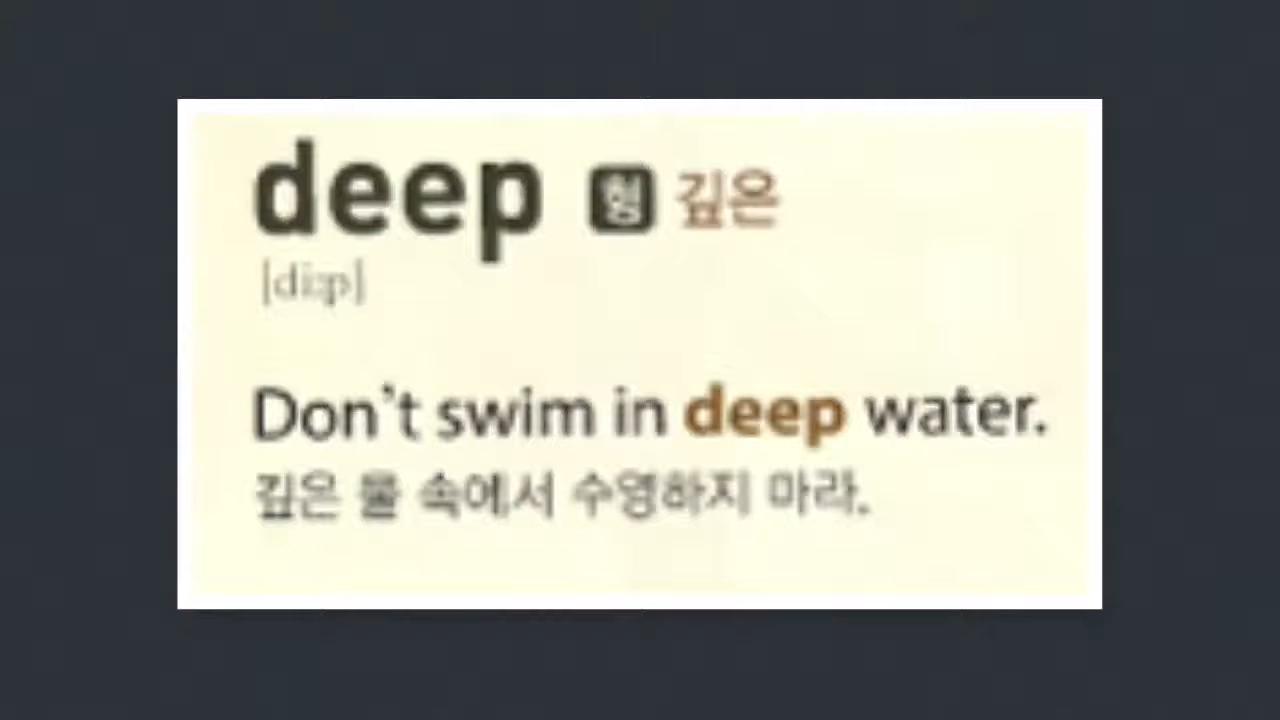 deep 형 깊은
[di:p]
Don't swim in deep water.
깊은 물 속에서 수영하지 마라.